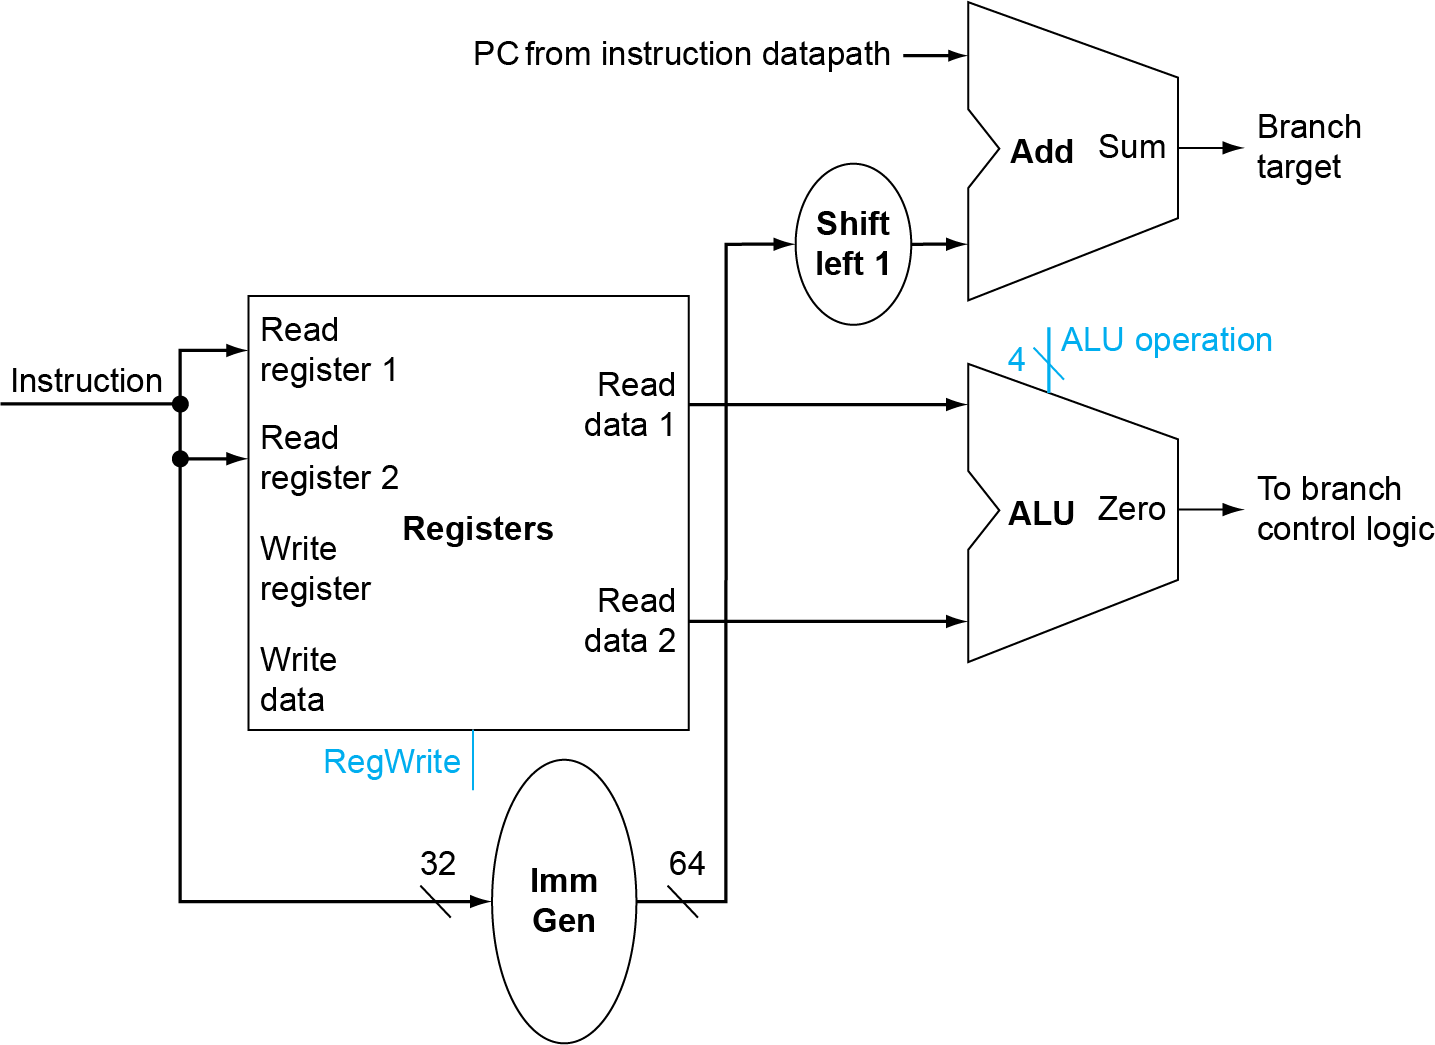 PC from instruction datapath
Add Sum
Branch
target
Shift
left 1
Instruction
Read
register 1
Read
register 2
Write
register
Write
data
Registers
Read
data 1
Read
data 2
RegWrite
4
ALU operation
ALU Zero
To branch
control logic
32
Imm
Gen
64